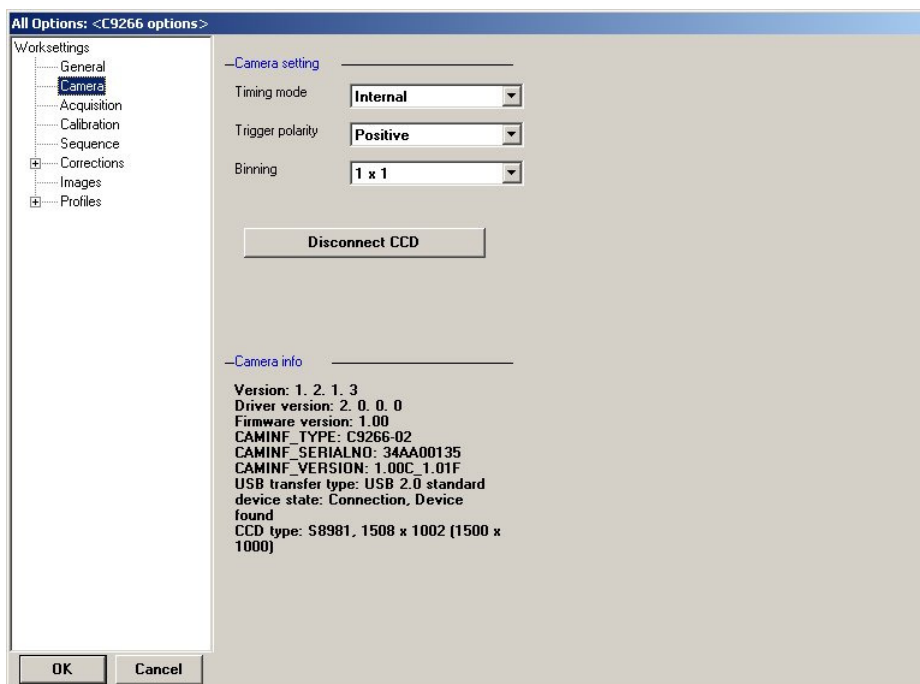 All Options: <C9266 options>
Worksettings
General
Camera
Acquisition
Calibration
Sequence
Corrections
Images
Profiles
Camera setting
Timing mode
Internal
Trigger polarity
Positive
Binning
1 x 1
Disconnect CCD
Camera info
Version: 1. 2. 1. 3
Driver version: 2. 0. 0. 0
Firmware version: 1.00
CAMINF_TYPE: C9266-02
CAMINF_SERIALNO: 34AA00135
CAMINF_VERSION: 1.00C_1.01F
USB transfer type: USB 2.0 standard
device state: Connection, Device
found
CCD type: S8981, 1508 x 1002 (1500 x
1000)
OK
Cancel